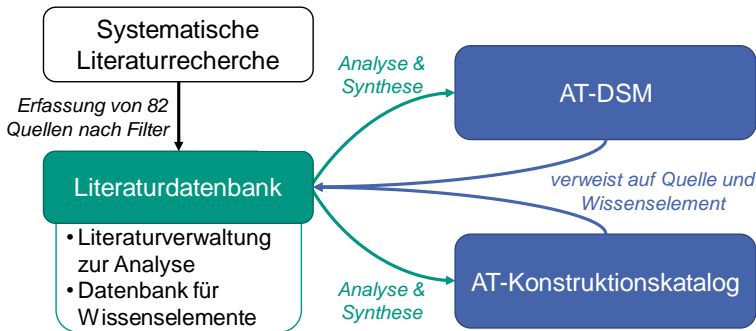 Systematische
Literaturrecherche
Erfassung von 82
Quellen nach Filter
Literaturdatenbank
• Literaturverwaltung
zur Analyse
• Datenbank für
Wissenselemente
Analyse &
Synthese
AT-DSM
verweist auf Quelle und
Wissenselement
Analyse &
Synthese
AT-Konstruktionskatalog